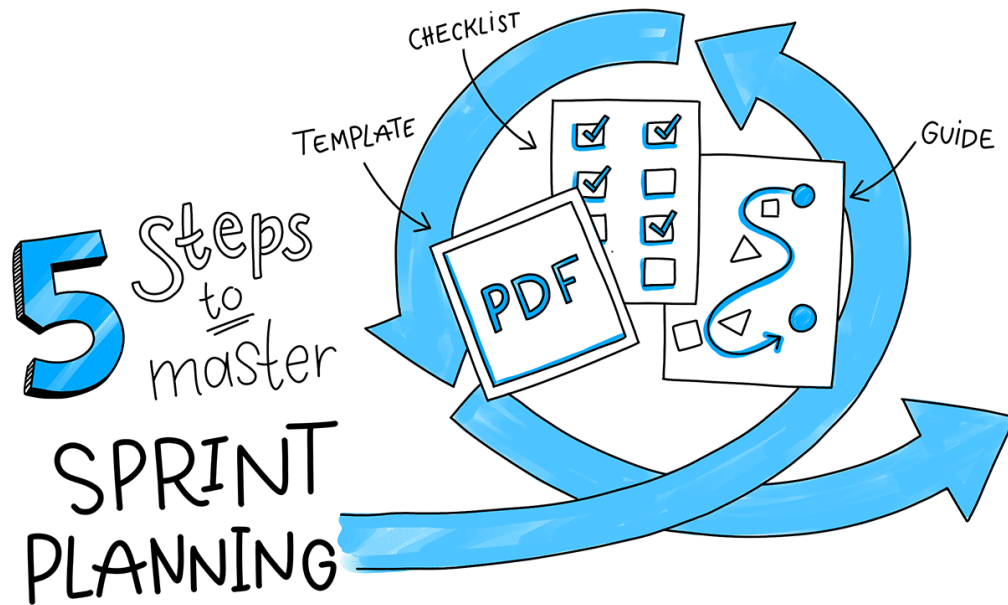 5 Steps
to
master
SPRINT
PLANNING
TEMPLATE
CHECKLIST
GUIDE
PDF